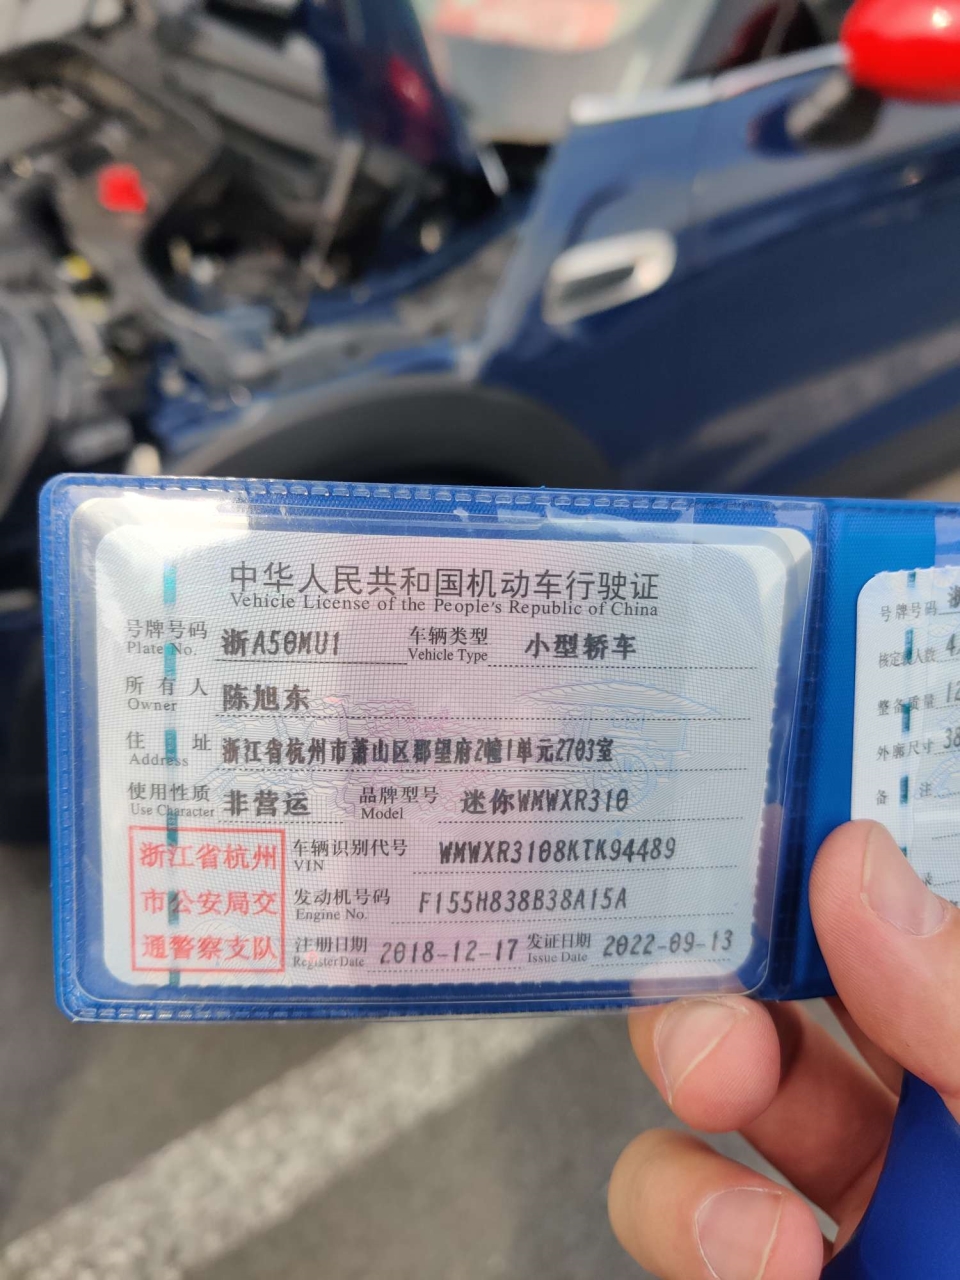 中华人民共和国机动车行驶证
Vehicle License of the People's Republic of China
号牌号码 浙A50MU1 车辆类型 小型轿车
Plate No. Vehicle Type
所有人 陈旭东
Owner
住址 浙江省杭州市萧山区郡望府2幢1单元2703室
Address
使用性质 非营运 品牌型号 迷你WMWXR310
Use Character Model
浙江省杭州
市公安局交
通警察支队
车辆识别代号 WMWXR3108KTK94489
VIN
发动机号码 F155H838B38A15A
Engine No.
注册日期 2018-12-17 发证日期 2022-09-13
Register Date Issue Date
号牌号码
人数
整备质量 12
外廓尺寸 38
备注